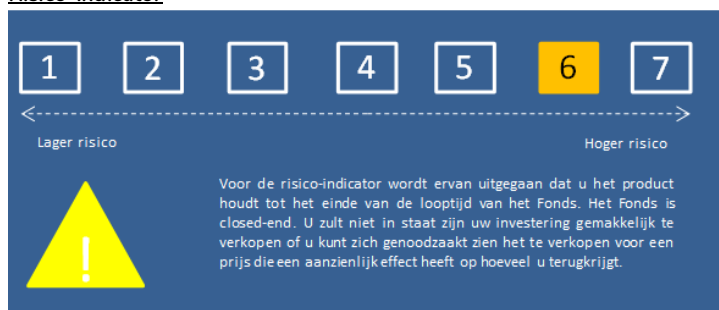 Risico-indicator
1 2 3 4 5 6 7
Lager risico Hoger risico
Voor de risico-indicator wordt ervan uitgegaan dat u het product
houdt tot het einde van de looptijd van het Fonds. Het Fonds is
closed-end. U zult niet in staat zijn uw investering gemakkelijk te
verkopen of u kunt zich genoodzaakt zien het te verkopen voor een
prijs die een aanzienlijk effect heeft op hoeveel u terugkrijgt.
!